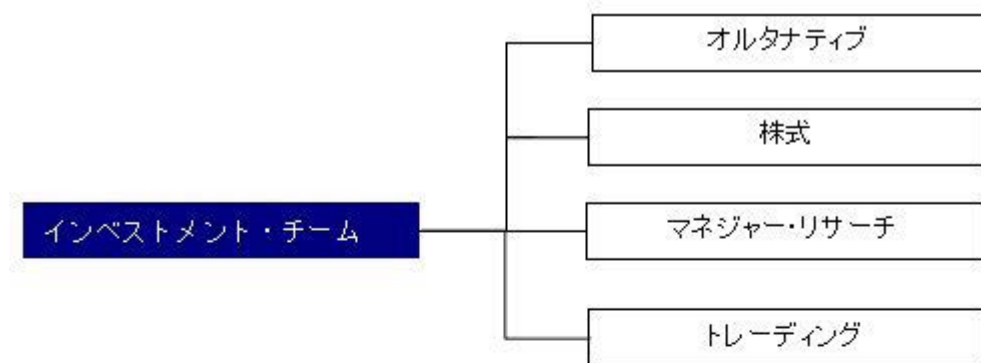 オルタナティブ
株式
インベストメント・チーム
マネジャー・リサーチ
トレーディング